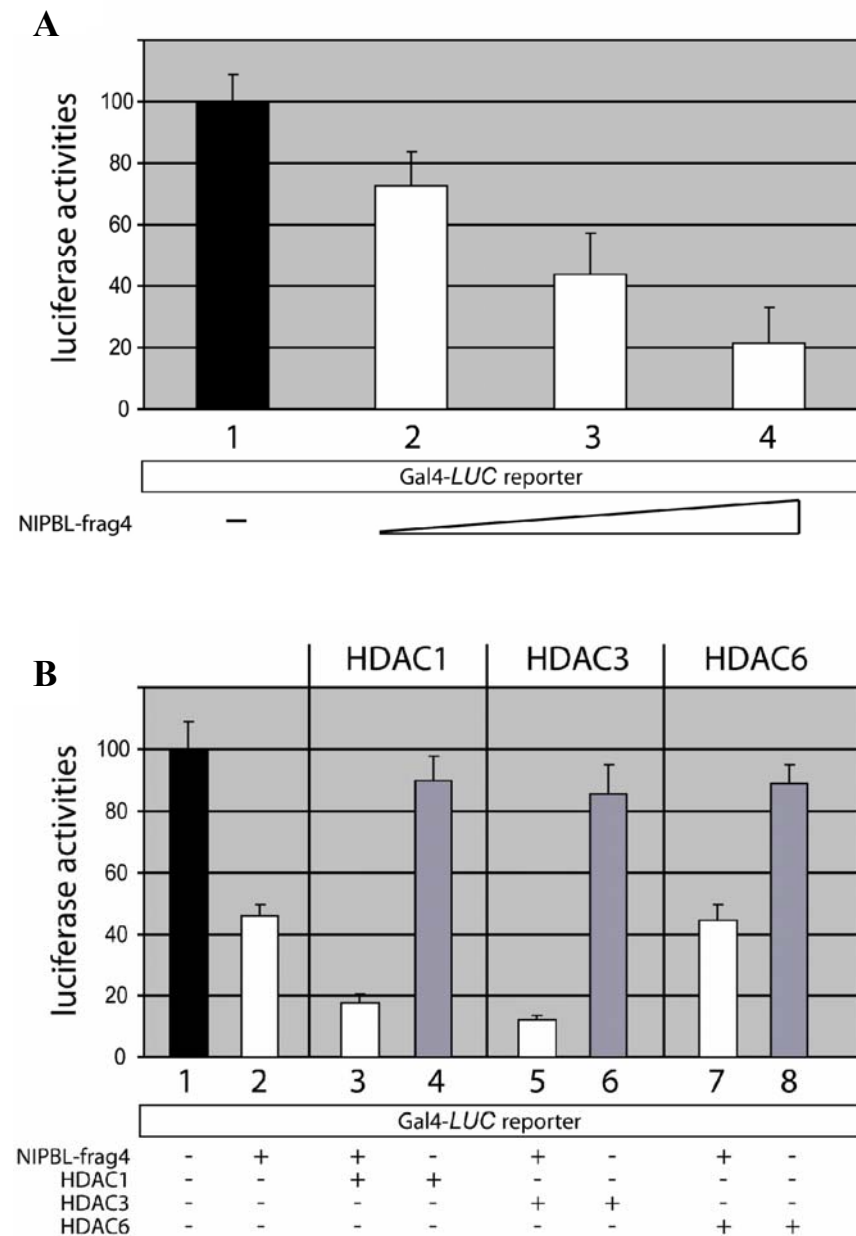 A
luciferase activities
100
80
60
40
20
0
1 2 3 4
Gal4-LUC reporter
NIPBL-frag4 –
B
HDAC1 HDAC3 HDAC6
luciferase activities
100
80
60
40
20
0
1 2 3 4 5 6 7 8
Gal4-LUC reporter
NIPBL-frag4 - + + - + - + -
HDAC1 - - + + - - - -
HDAC3 - - - - + + - -
HDAC6 - - - - - - + +